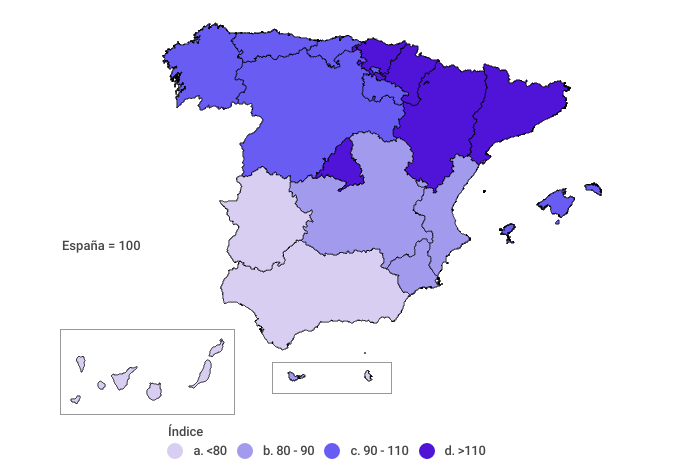 España = 100
Índice
a. <80 b. 80 - 90 c. 90 - 110 d. >110